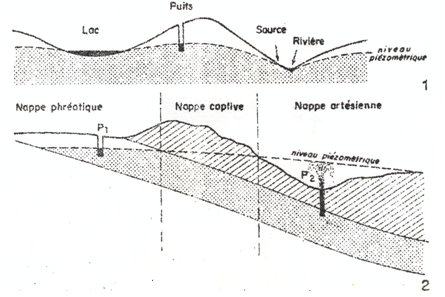 Puits
Lac
Source
Rivière
niveau
piézométrique
1
Nappe phréatique
Nappe captive
Nappe artésienne
P1
niveau piézométrique
P2
2